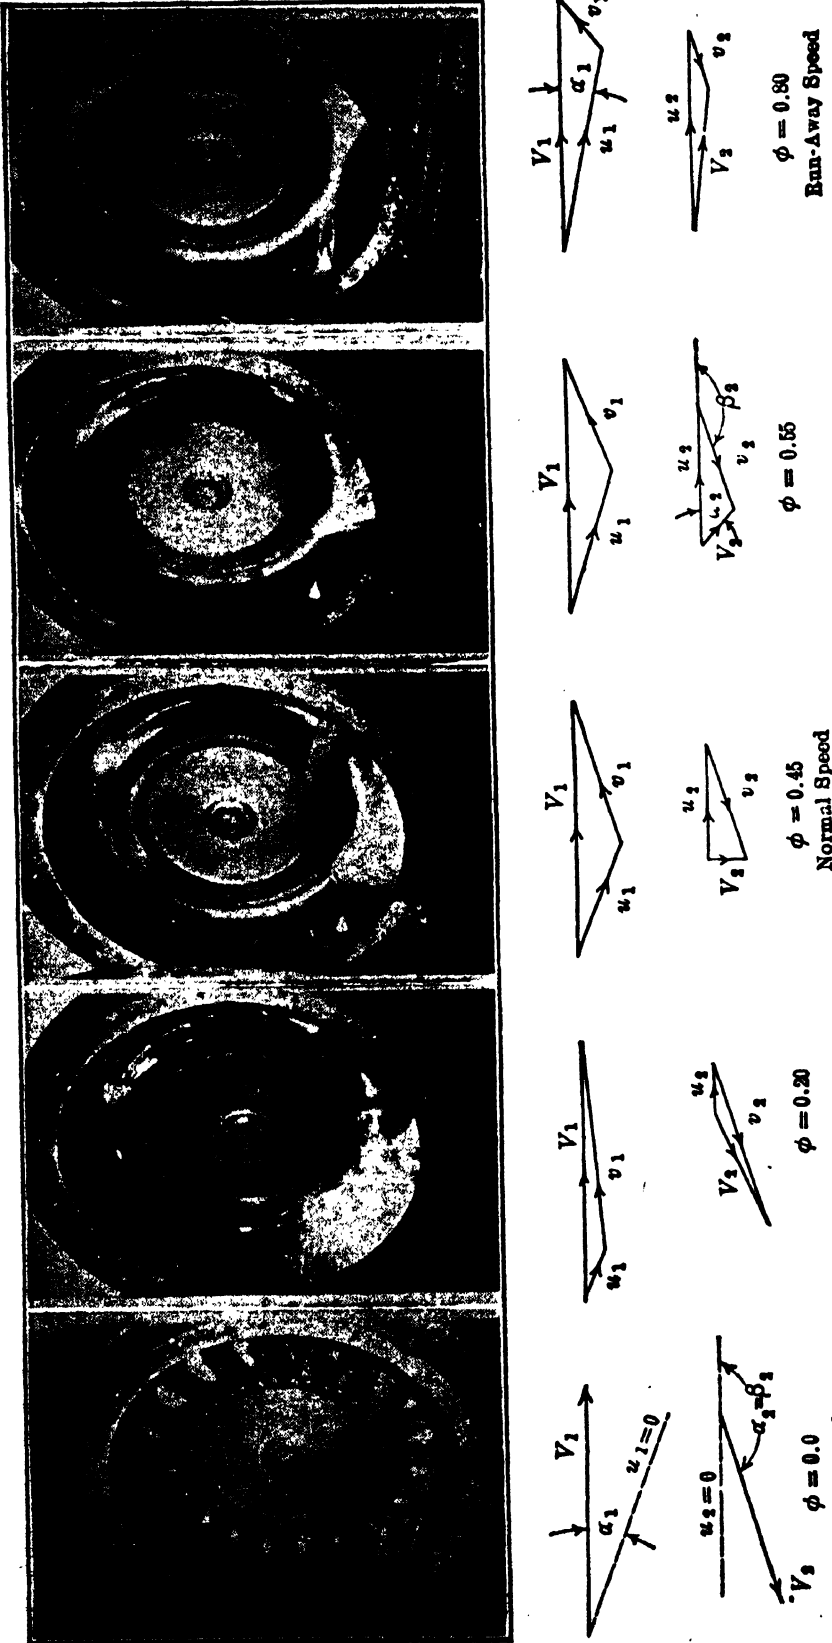 V₁
α₁
u₁=0
u₂=0
α₂=β₂
V₂
ϕ = 0.0
V₁
u₁
v₁
u₂
V₂
v₂
ϕ = 0.20
V₁
u₁
v₁
u₂
V₂
v₂
ϕ = 0.45
Normal Speed
V₁
u₁
v₁
u₂
α₂
β₂
V₂
v₂
ϕ = 0.55
V₁
α₁
u₁
u₂
V₂
v₂
ϕ = 0.80
Run-Away Speed